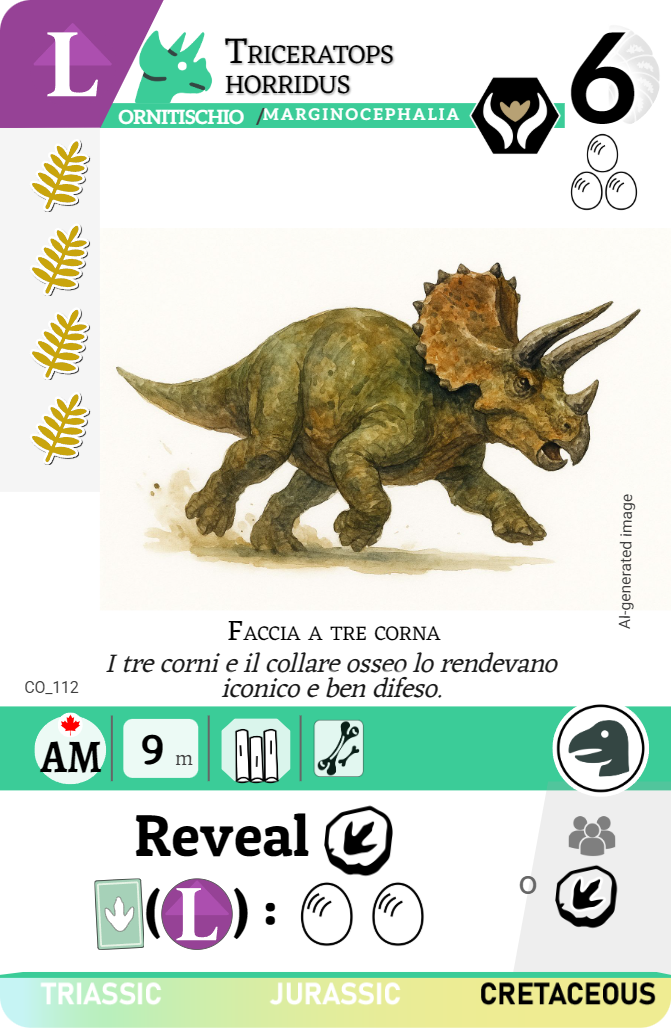 L
TRICERATOPS
HORRIDUS
6
ORNITISCHIO /MARGINOCEPHALIA
AI-generated image
FACCIA A TRE CORNA
I tre corni e il collare osseo lo rendevano
iconico e ben difeso.
CO_112
AM
9 m
Reveal
(L) :
O
TRIASSIC
JURASSIC
CRETACEOUS